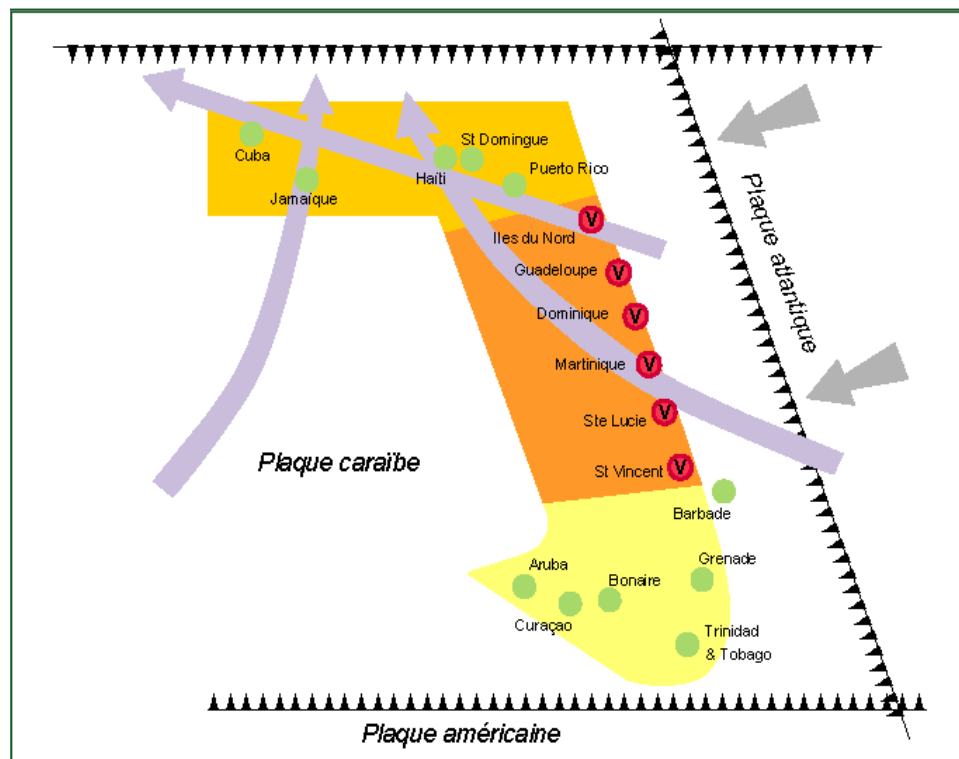 St Domingue
Cuba
Haïti
Puerto Rico
Jamaïque
Iles du Nord
V
Guadeloupe
V
Dominique
V
Martinique
V
Ste Lucie
V
St Vincent
V
Plaque atlantique
Plaque caraïbe
Barbade
Grenade
Aruba
Bonaire
Curaçao
Trinidad
& Tobago
Plaque américaine